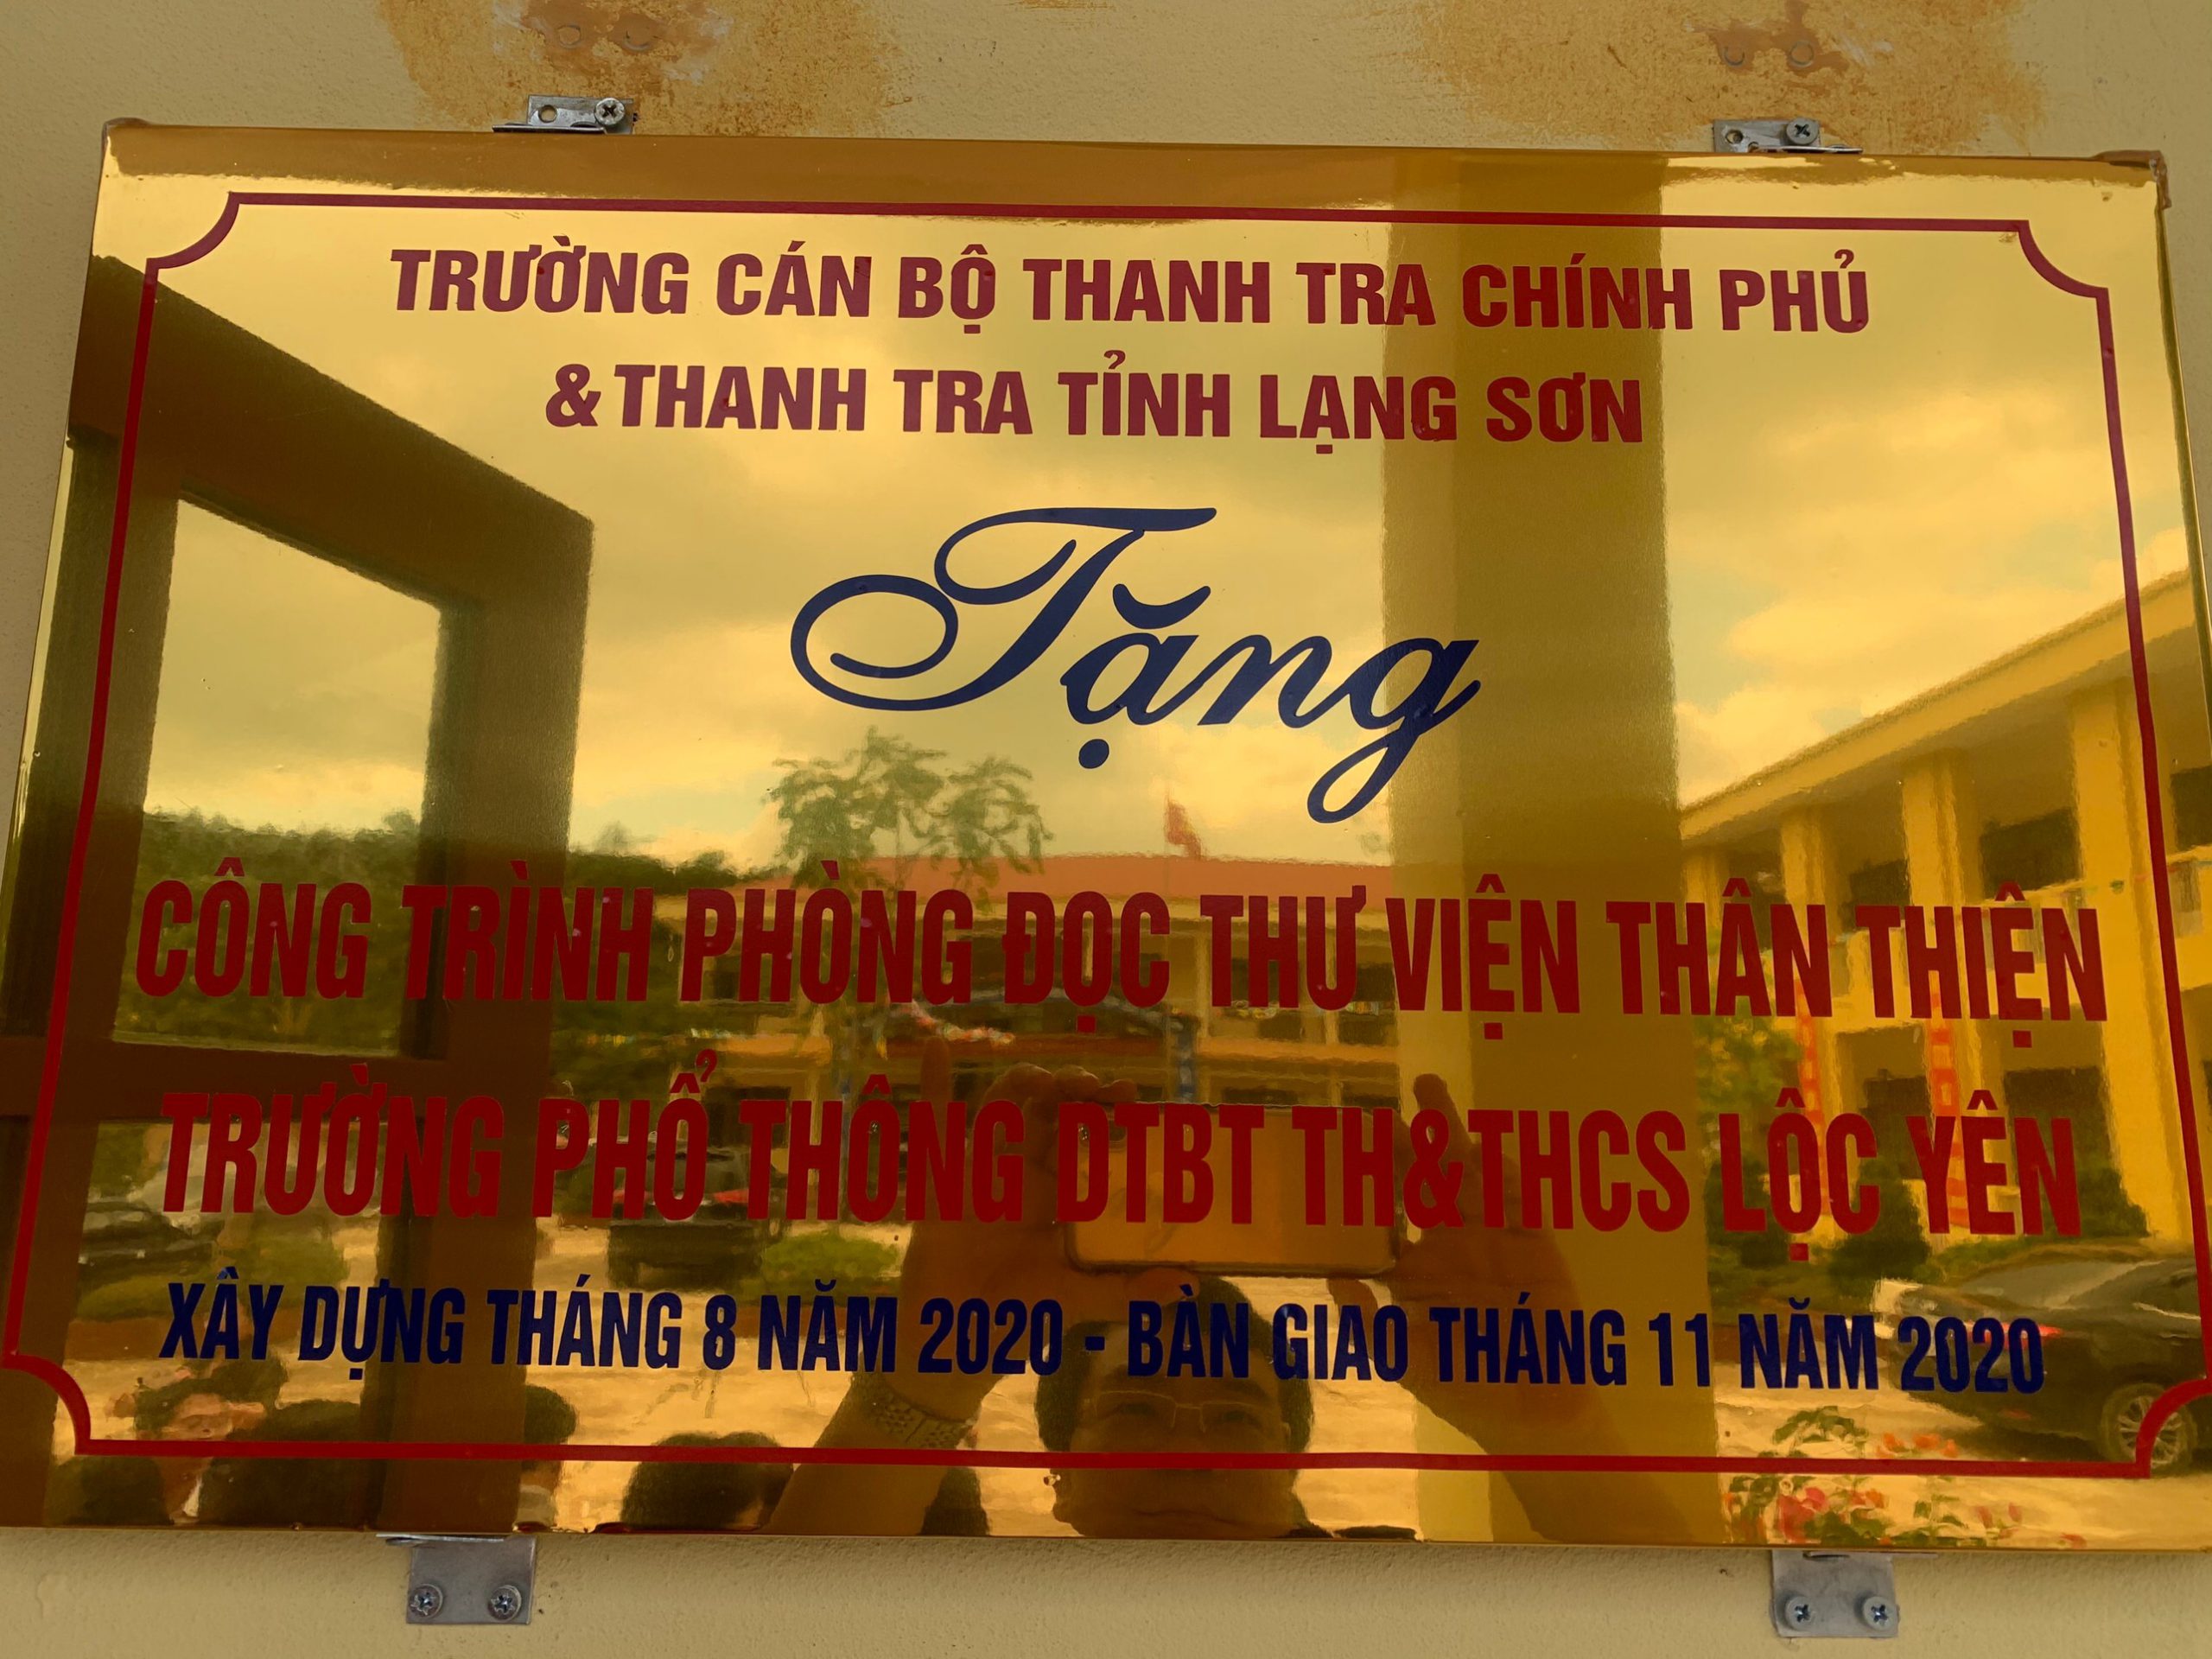 TRƯỜNG CÁN BỘ THANH TRA CHÍNH PHỦ
& THANH TRA TỈNH LẠNG SƠN
Tặng
CÔNG TRÌNH PHÒNG ĐỌC THƯ VIỆN THÂN THIỆN
TRƯỜNG PHỔ THÔNG DTBT TH&THCS LỘC YÊN
XÂY DỰNG THÁNG 8 NĂM 2020 - BÀN GIAO THÁNG 11 NĂM 2020